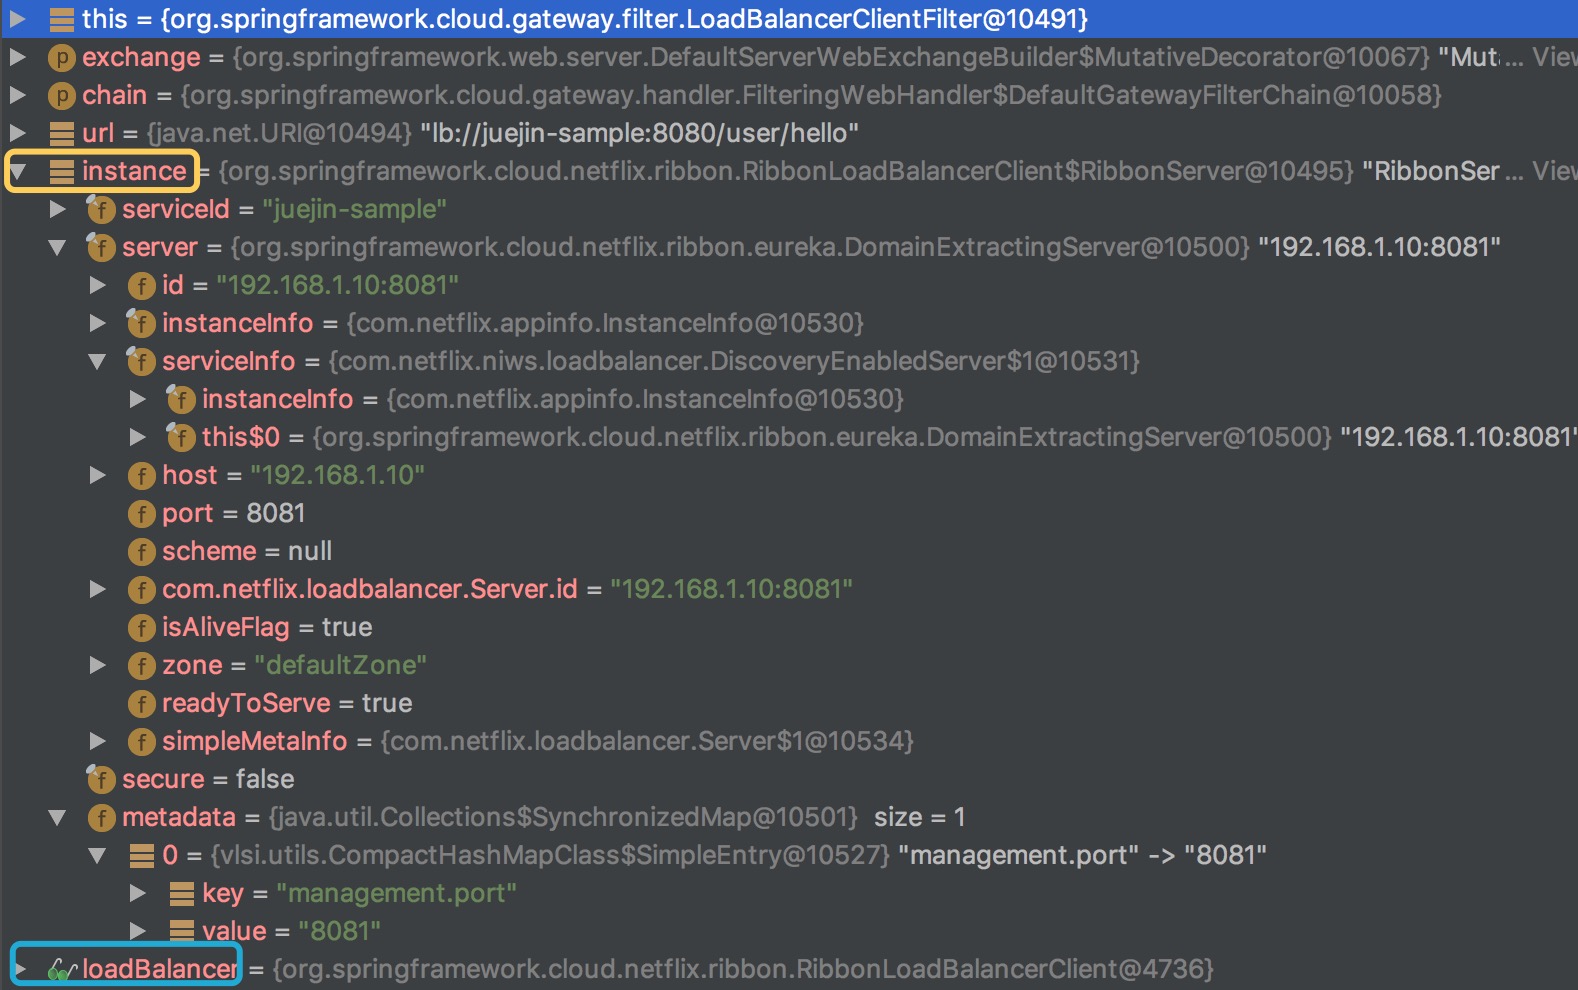 this = {org.springframework.cloud.gateway.filter.LoadBalancerClientFilter@10491}
p exchange = {org.springframework.web.server.DefaultServerWebExchangeBuilder$MutativeDecorator@10067} "Mut... View
p chain = {org.springframework.cloud.gateway.handler.FilteringWebHandler$DefaultGatewayFilterChain@10058}
url = {java.net.URI@10494} "lb://juejin-sample:8080/user/hello"
instance = {org.springframework.cloud.netflix.ribbon.RibbonLoadBalancerClient$RibbonServer@10495} "RibbonSer... View
f serviceId = "juejin-sample"
f server = {org.springframework.cloud.netflix.ribbon.eureka.DomainExtractingServer@10500} "192.168.1.10:8081"
f id = "192.168.1.10:8081"
f instanceInfo = {com.netflix.appinfo.InstanceInfo@10530}
f serviceInfo = {com.netflix.niws.loadbalancer.DiscoveryEnabledServer$1@10531}
f instanceInfo = {com.netflix.appinfo.InstanceInfo@10530}
f this$0 = {org.springframework.cloud.netflix.ribbon.eureka.DomainExtractingServer@10500} "192.168.1.10:8081"
f host = "192.168.1.10"
f port = 8081
f scheme = null
f com.netflix.loadbalancer.Server.id = "192.168.1.10:8081"
f isAliveFlag = true
f zone = "defaultZone"
f readyToServe = true
f simpleMetaInfo = {com.netflix.loadbalancer.Server$1@10534}
f secure = false
f metadata = {java.util.Collections$SynchronizedMap@10501} size = 1
0 = {vlsi.utils.CompactHashMapClass$SimpleEntry@10527} "management.port" -> "8081"
key = "management.port"
value = "8081"
loadBalancer = {org.springframework.cloud.netflix.ribbon.RibbonLoadBalancerClient@4736}